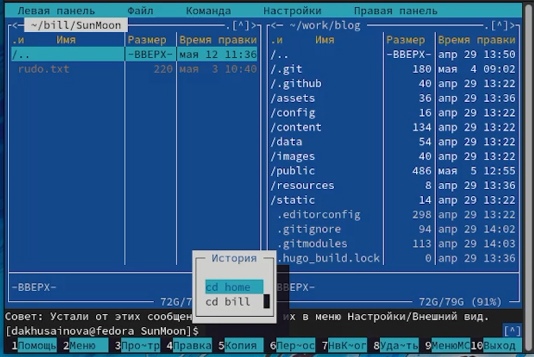 Левая панель Файл Команда Настройки Правая панель
<— ~/bill/SunMoon .[^]> <— ~/work/blog .[^]>
.и Имя Размер Время правки .и Имя Размер Время правки
/.. -ВВЕРХ- мая 12 11:36 /.. -ВВЕРХ- апр 29 13:50
rudo.txt 220 мая 3 10:40 /.git 180 мая 4 09:02
/.github 40 апр 29 13:22
/assets 36 апр 29 13:36
/config 16 апр 29 13:22
/content 134 апр 29 13:22
/data 54 апр 29 13:22
/images 40 апр 29 13:22
/public 486 мая 5 12:55
/resources 8 апр 29 13:36
/static 14 апр 29 13:22
.editorconfig 298 апр 29 13:22
.gitignore 94 апр 29 14:02
.gitmodules 113 апр 29 14:03
.hugo_build.lock 0 апр 29 13:36
История
cd home
cd bill
-ВВЕРХ- -ВВЕРХ-
72G/7 72G/79G (91%)
Совет: Устали от этих сообщен их в меню Настройки/Внешний вид.
[dakhusainova@fedora SunMoon]$ [^]
1Помощь 2Меню 3Про~тр 4Правка 5Копия 6Пер~ос 7НвК~ог 8Уда~ть 9МенюMC 10Выход